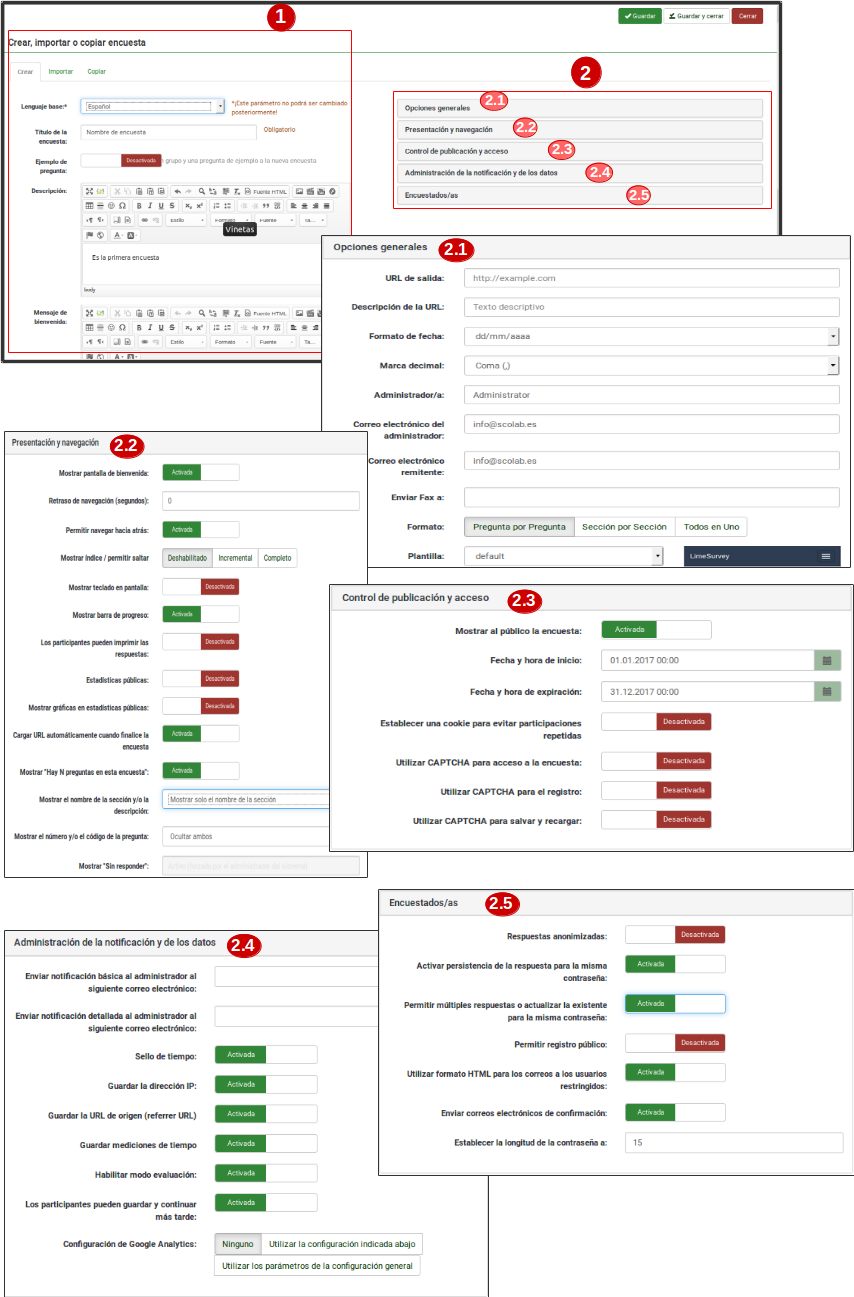 1
Guardar
Guardar y cerrar
Cerrar
Crear, importar o copiar encuesta
Crear
Importar
Copiar
Lenguaje base:*
Español
*¡Este parámetro no podrá ser cambiado
posteriormente!
Título de la
encuesta:
Nombre de encuesta
Obligatorio
Ejemplo de
pregunta:
Desactivada
grupo y una pregunta de ejemplo a la nueva encuesta
Descripción:
Fuente HTML
Estilo
Formato
Fuente
Ta...
Viñetas
Es la primera encuesta
body
Mensaje de
bienvenida:
Fuente HTML
Estilo
Formato
Fuente
Ta...
2
Opciones generales
2.1
Presentación y navegación
2.2
Control de publicación y acceso
2.3
Administración de la notificación y de los datos
2.4
Encuestados/as
2.5
Opciones generales
2.1
URL de salida:
http://example.com
Descripción de la URL:
Texto descriptivo
Formato de fecha:
dd/mm/aaaa
Marca decimal:
Coma (,)
Administrador/a:
Administrator
Correo electrónico del
administrador:
info@scolab.es
Correo electrónico
remitente:
info@scolab.es
Enviar Fax a:
Formato:
Pregunta por Pregunta
Sección por Sección
Todos en Uno
Plantilla:
default
LimeSurvey
Presentación y navegación
2.2
Mostrar pantalla de bienvenida:
Activada
Retraso de navegación (segundos):
0
Permitir navegar hacia atrás:
Activada
Mostrar índice / permitir saltar
Deshabilitado
Incremental
Completo
Mostrar teclado en pantalla:
Desactivada
Mostrar barra de progreso:
Activada
Los participantes pueden imprimir las
respuestas:
Desactivada
Estadísticas públicas:
Desactivada
Mostrar gráficas en estadísticas públicas:
Desactivada
Cargar URL automáticamente cuando finalice la
encuesta
Activada
Mostrar "Hay N preguntas en esta encuesta":
Activada
Mostrar el nombre de la sección y/o la
descripción:
Mostrar solo el nombre de la sección
Mostrar el número y/o el código de la pregunta:
Ocultar ambos
Mostrar "Sin responder":
Control de publicación y acceso
2.3
Mostrar al público la encuesta:
Activada
Fecha y hora de inicio:
01.01.2017 00:00
Fecha y hora de expiración:
31.12.2017 00:00
Establecer una cookie para evitar participaciones
repetidas
Desactivada
Utilizar CAPTCHA para acceso a la encuesta:
Desactivada
Utilizar CAPTCHA para el registro:
Desactivada
Utilizar CAPTCHA para salvar y recargar:
Desactivada
Administración de la notificación y de los datos
2.4
Enviar notificación básica al administrador al
siguiente correo electrónico:
Enviar notificación detallada al administrador al
siguiente correo electrónico:
Sello de tiempo:
Activada
Guardar la dirección IP:
Activada
Guardar la URL de origen (referrer URL)
Activada
Guardar mediciones de tiempo
Activada
Habilitar modo evaluación:
Activada
Los participantes pueden guardar y continuar
más tarde:
Activada
Configuración de Google Analytics:
Ninguno
Utilizar la configuración indicada abajo
Utilizar los parámetros de la configuración general
Encuestados/as
2.5
Respuestas anonimizadas:
Desactivada
Activar persistencia de la respuesta para la misma
contraseña:
Activada
Permitir múltiples respuestas o actualizar la existente
para la misma contraseña:
Activada
Permitir registro público:
Desactivada
Utilizar formato HTML para los correos a los usuarios
restringidos:
Activada
Enviar correos electrónicos de confirmación:
Activada
Establecer la longitud de la contraseña a:
15